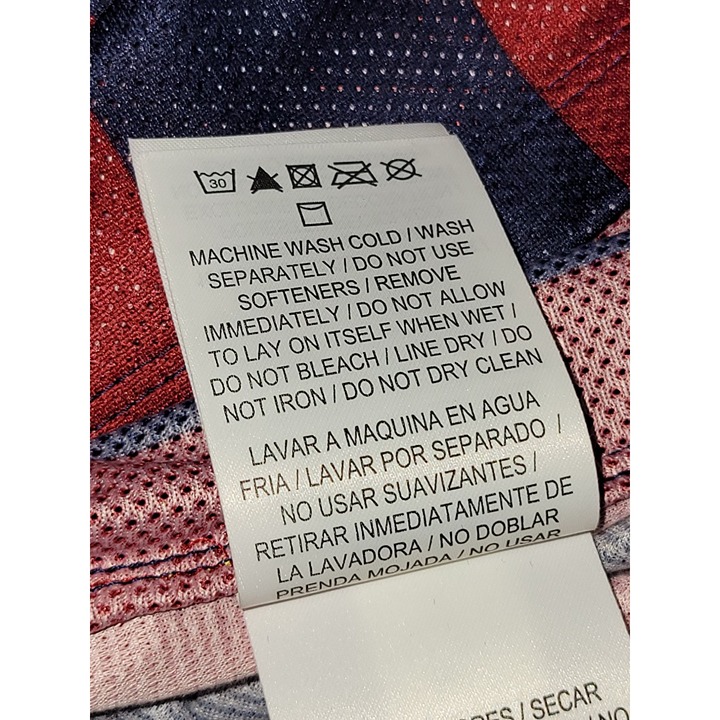 30
MACHINE WASH COLD / WASH
SEPARATELY / DO NOT USE
SOFTENERS / REMOVE
IMMEDIATELY / DO NOT ALLOW
TO LAY ON ITSELF WHEN WET /
DO NOT BLEACH / LINE DRY / DO
NOT IRON / DO NOT DRY CLEAN
LAVAR A MAQUINA EN AGUA
FRIA / LAVAR POR SEPARADO /
NO USAR SUAVIZANTES /
RETIRAR INMEDIATAMENTE DE
LA LAVADORA / NO DOBLAR
PRENDA MOJADA / NO USAR
/ SECAR